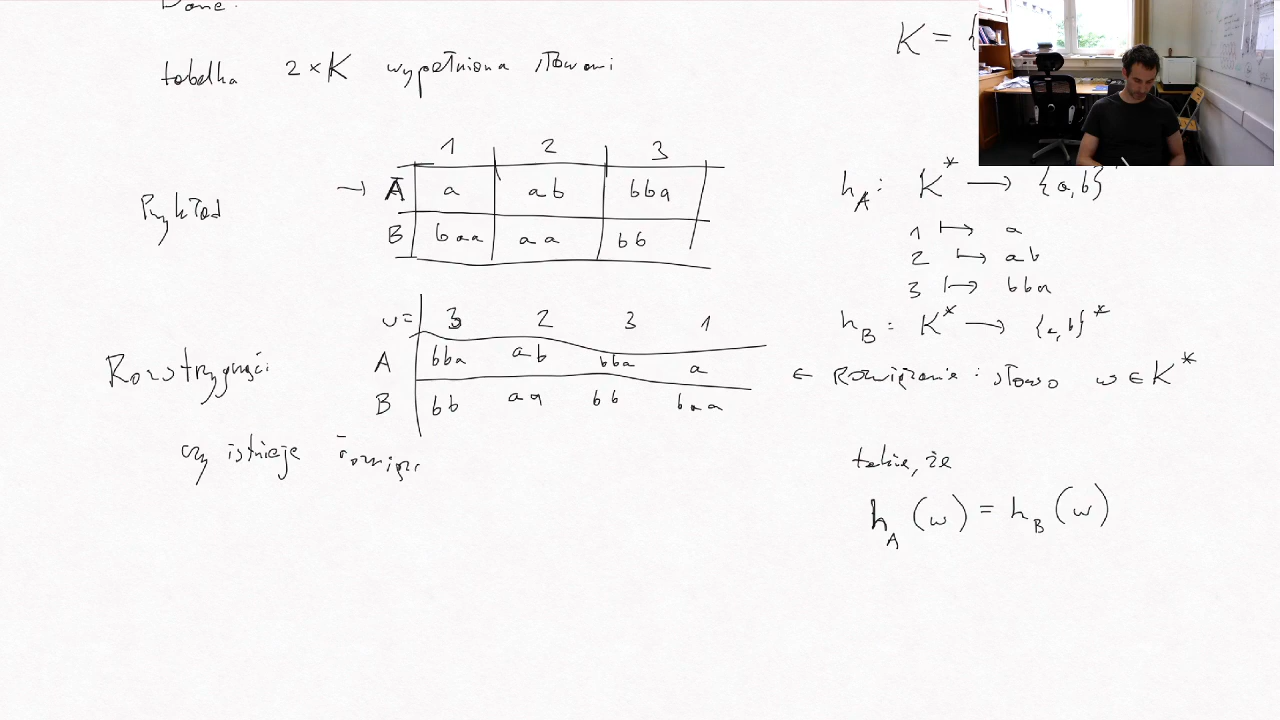 Dane:
tabelka 2 × K wypełniona słowami
K = {
1 2 3
Przykład → A a ab bba
B baa aa bb
h_A : K* → {a,b}*
1 ↦ a
2 ↦ ab
3 ↦ bba
h_B : K* → {a,b}*
w = 3 2 3 1
A bba ab bba a
B bb aa bb baa
← rozwiązanie : słowo w ∈ K*
Rozstrzygnąć:
czy istnieje rozwiąz
takie, że
h_A (w) = h_B (w)